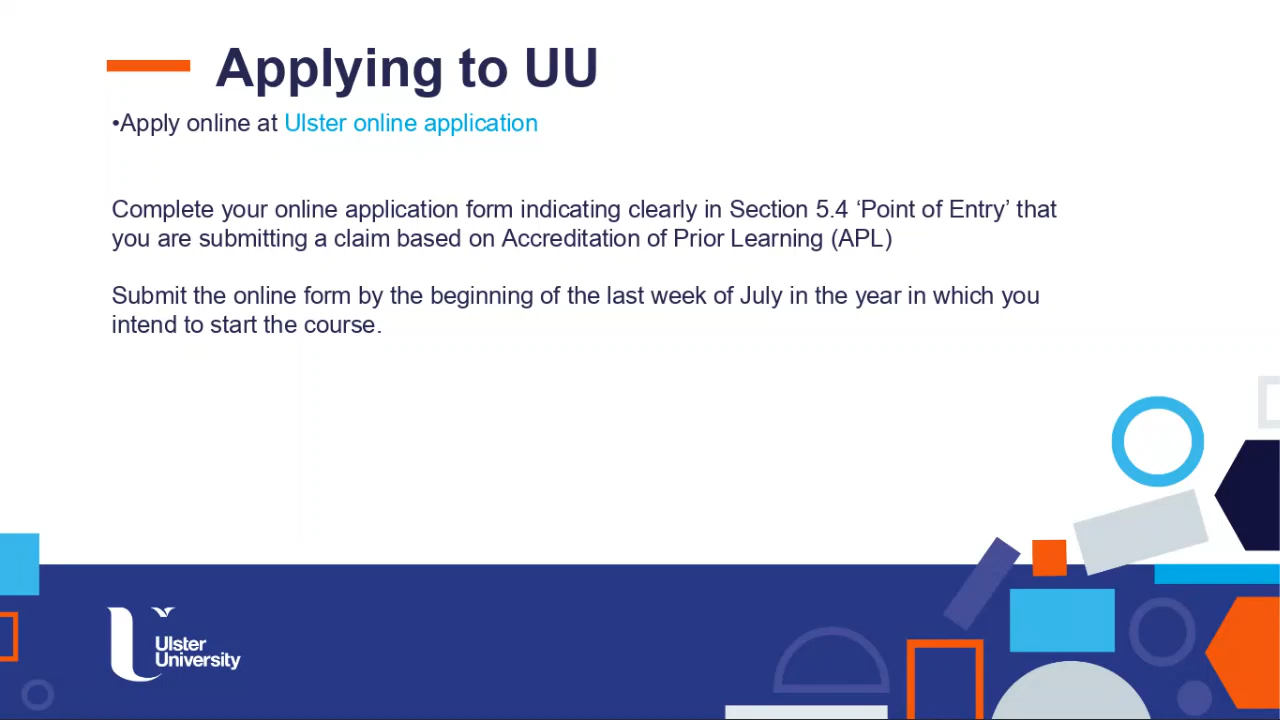 Applying to UU
•Apply online at Ulster online application
Complete your online application form indicating clearly in Section 5.4 ‘Point of Entry’ that
you are submitting a claim based on Accreditation of Prior Learning (APL)
Submit the online form by the beginning of the last week of July in the year in which you
intend to start the course.
Ulster
University